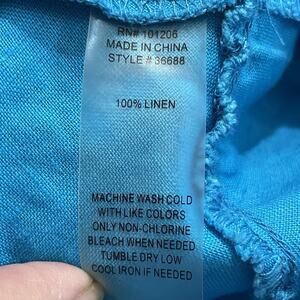 RN# 101206
MADE IN CHINA
STYLE # 36688
100% LINEN
MACHINE WASH COLD
WITH LIKE COLORS
ONLY NON-CHLORINE
BLEACH WHEN NEEDED
TUMBLE DRY LOW
COOL IRON IF NEEDED